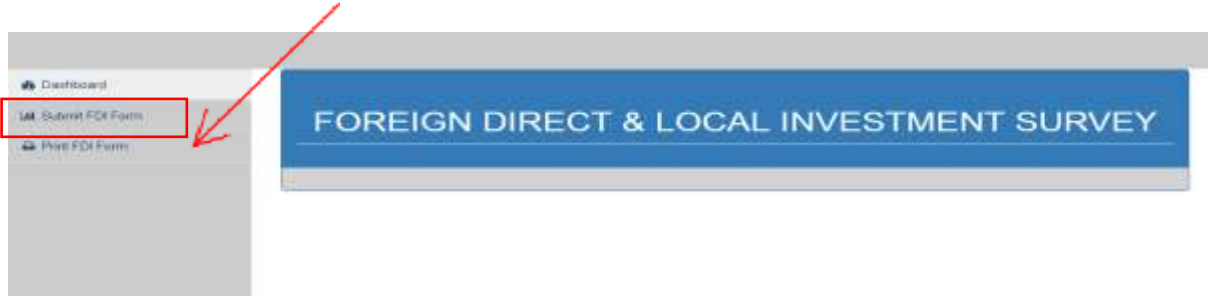 Dashboard
Submit FDI Form
Print FDI Form
FOREIGN DIRECT & LOCAL INVESTMENT SURVEY